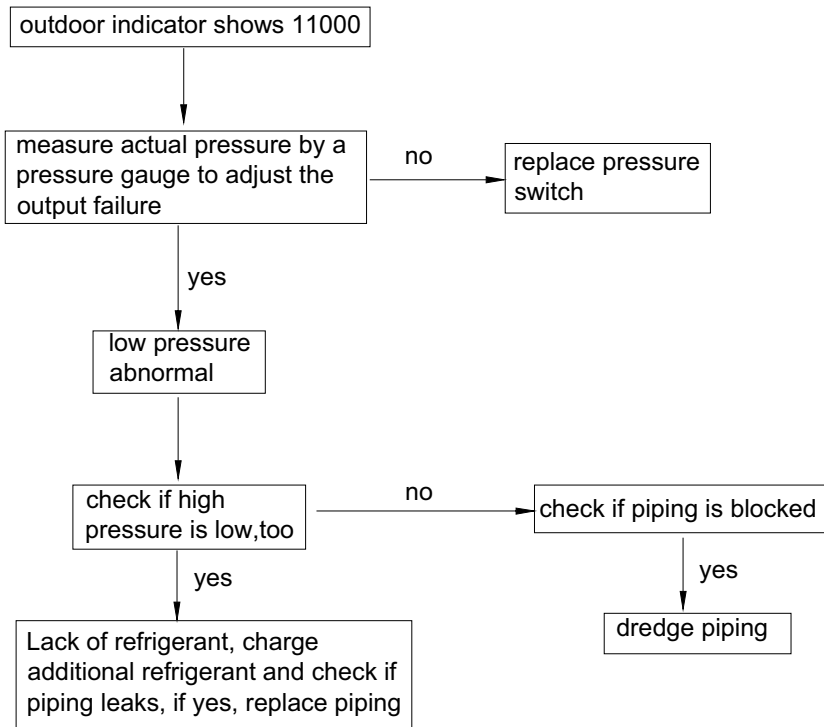 outdoor indicator shows 11000
measure actual pressure by a
pressure gauge to adjust the
output failure
no
replace pressure
switch
yes
low pressure
abnormal
check if high
pressure is low,too
no
check if piping is blocked
yes
yes
Lack of refrigerant, charge
additional refrigerant and check if
piping leaks, if yes, replace piping
dredge piping